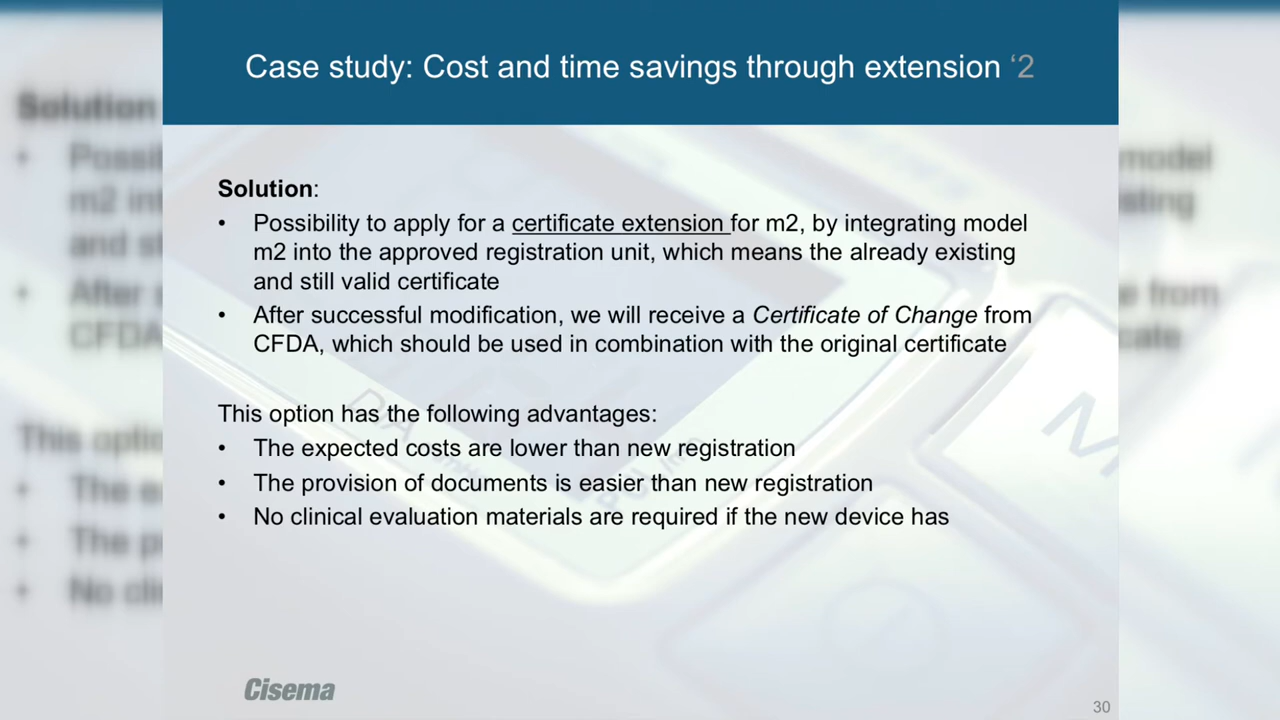 Case study: Cost and time savings through extension ‘2
Solution:
• Possibility to apply for a certificate extension for m2, by integrating model
m2 into the approved registration unit, which means the already existing
and still valid certificate
• After successful modification, we will receive a Certificate of Change from
CFDA, which should be used in combination with the original certificate
This option has the following advantages:
• The expected costs are lower than new registration
• The provision of documents is easier than new registration
• No clinical evaluation materials are required if the new device has
Cisema
30